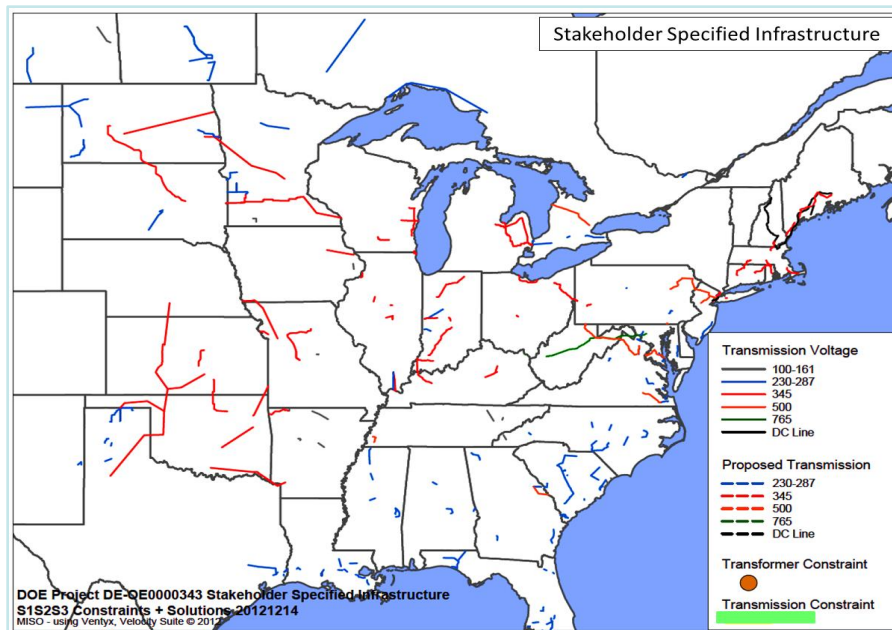 Stakeholder Specified Infrastructure
Transmission Voltage
100-161
230-287
345
500
765
DC Line
Proposed Transmission
230-287
345
500
765
DC Line
Transformer Constraint
Transmission Constraint
DOE Project DE-OE0000343 Stakeholder Specified Infrastructure
S1S2S3 Constraints + Solutions 20121214
MISO - using Ventyx, Velocity Suite © 2012